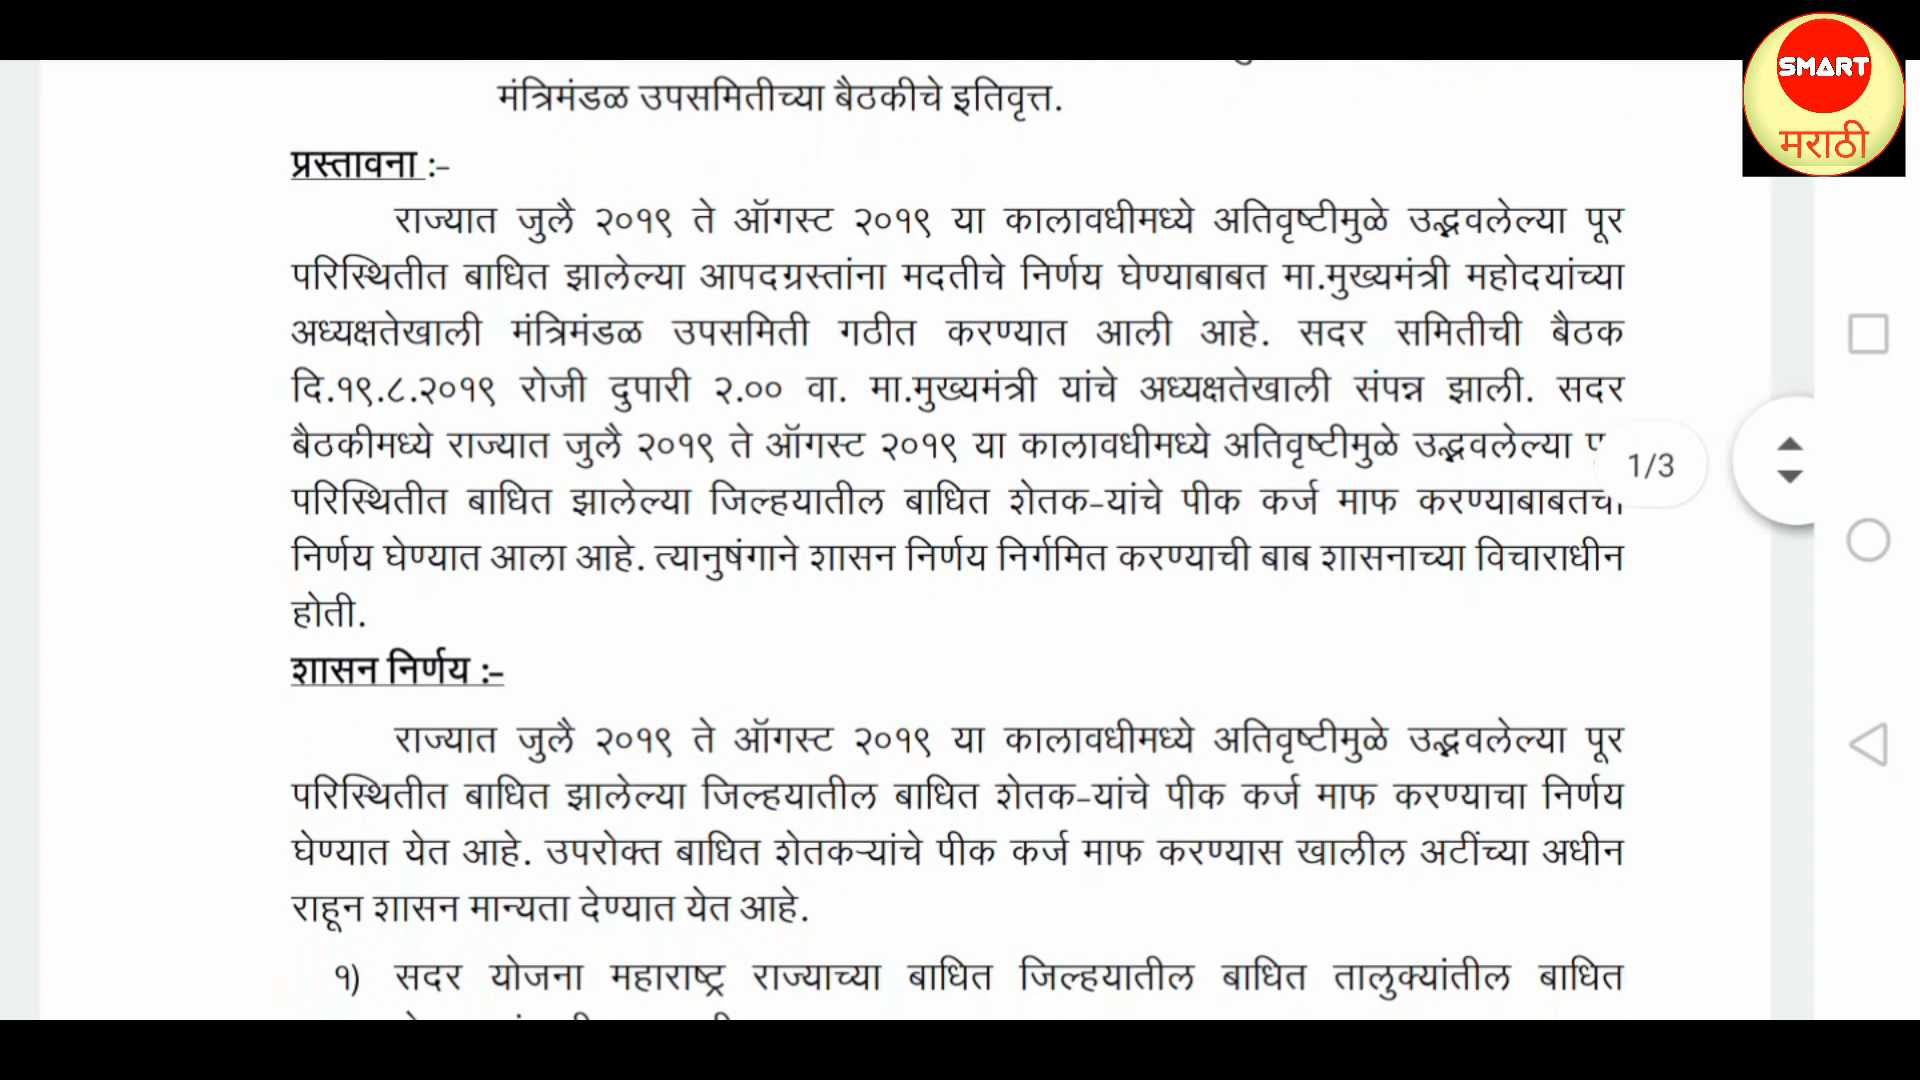 मंत्रिमंडळ उपसमितीच्या बैठकीचे इतिवृत्त.
SMART
मराठी
प्रस्तावना :-
राज्यात जुलै २०१९ ते ऑगस्ट २०१९ या कालावधीमध्ये अतिवृष्टीमुळे उद्भवलेल्या पूर
परिस्थितीत बाधित झालेल्या आपदग्रस्तांना मदतीचे निर्णय घेण्याबाबत मा.मुख्यमंत्री महोदयांच्या
अध्यक्षतेखाली मंत्रिमंडळ उपसमिती गठीत करण्यात आली आहे. सदर समितीची बैठक
दि.१९.८.२०१९ रोजी दुपारी २.०० वा. मा.मुख्यमंत्री यांचे अध्यक्षतेखाली संपन्न झाली. सदर
बैठकीमध्ये राज्यात जुलै २०१९ ते ऑगस्ट २०१९ या कालावधीमध्ये अतिवृष्टीमुळे उद्भवलेल्या
1/3
परिस्थितीत बाधित झालेल्या जिल्हयातील बाधित शेतक-यांचे पीक कर्ज माफ करण्याबाबतचा
निर्णय घेण्यात आला आहे. त्यानुषंगाने शासन निर्णय निर्गमित करण्याची बाब शासनाच्या विचाराधीन
होती.
शासन निर्णय :-
राज्यात जुलै २०१९ ते ऑगस्ट २०१९ या कालावधीमध्ये अतिवृष्टीमुळे उद्भवलेल्या पूर
परिस्थितीत बाधित झालेल्या जिल्हयातील बाधित शेतक-यांचे पीक कर्ज माफ करण्याचा निर्णय
घेण्यात येत आहे. उपरोक्त बाधित शेतकऱ्यांचे पीक कर्ज माफ करण्यास खालील अटींच्या अधीन
राहून शासन मान्यता देण्यात येत आहे.
१) सदर योजना महाराष्ट्र राज्याच्या बाधित जिल्हयातील बाधित तालुक्यांतील बाधित